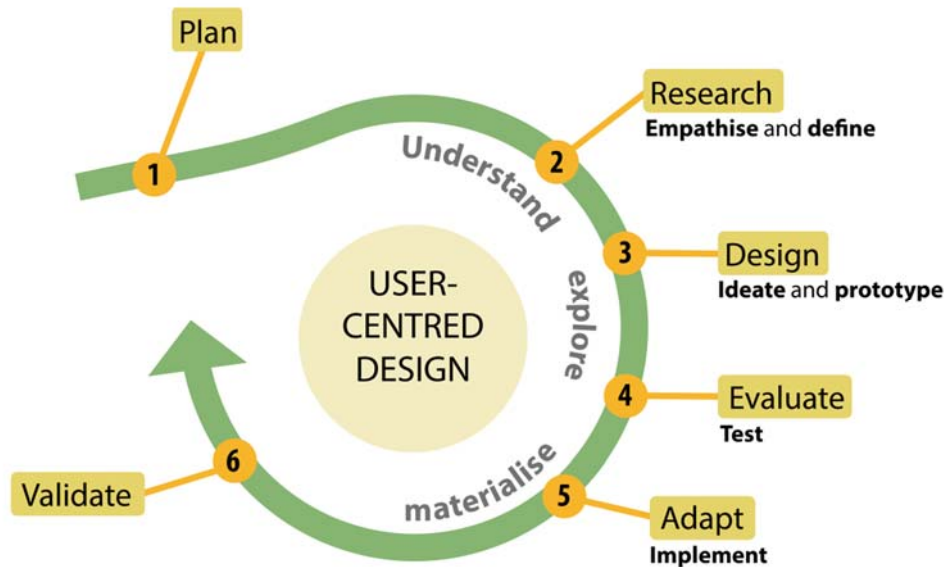 Plan
1
Research
Empathise and define
2
Understand
3
Design
Ideate and prototype
explore
USER-
CENTRED
DESIGN
4
Evaluate
Test
materialise
5
Adapt
Implement
6
Validate